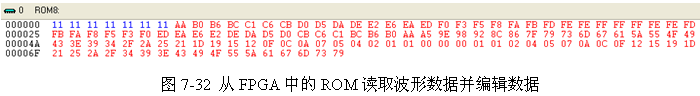 0 ROM8:
000000 11 11 11 11 11 11 11 11 AA B0 B6 BC C1 C6 CB D0 D5 DA DE E2 E6 EA ED F0 F3 F5 F8 FA FB FD FE FE FF FF FF FE FE FD
000025 FB FA F8 F5 F3 F0 ED EA E6 E2 DE DA D5 D0 CB C6 C1 BC B6 B0 AA A5 9E 98 92 8C 86 7F 79 73 6D 67 61 5A 55 4F 49
00004A 43 3E 39 34 2F 2A 25 21 1D 19 15 12 0F 0C 0A 07 05 04 02 01 01 00 00 00 01 01 02 04 05 07 0A 0C 0F 12 15 19 1D
00006F 21 25 2A 2F 34 39 3E 43 49 4F 55 5A 61 67 6D 73 79
图 7-32 从 FPGA 中的 ROM 读取波形数据并编辑数据